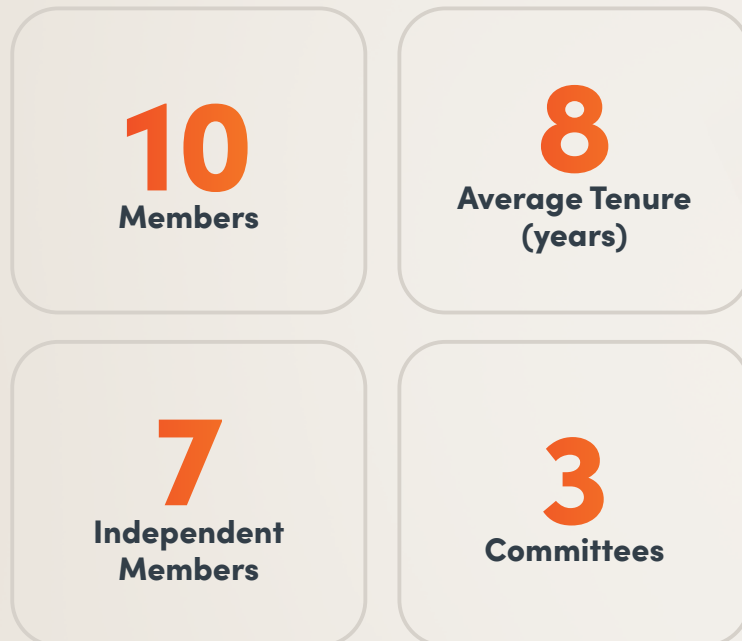 10
Members
8
Average Tenure
(years)
7
Independent
Members
3
Committees